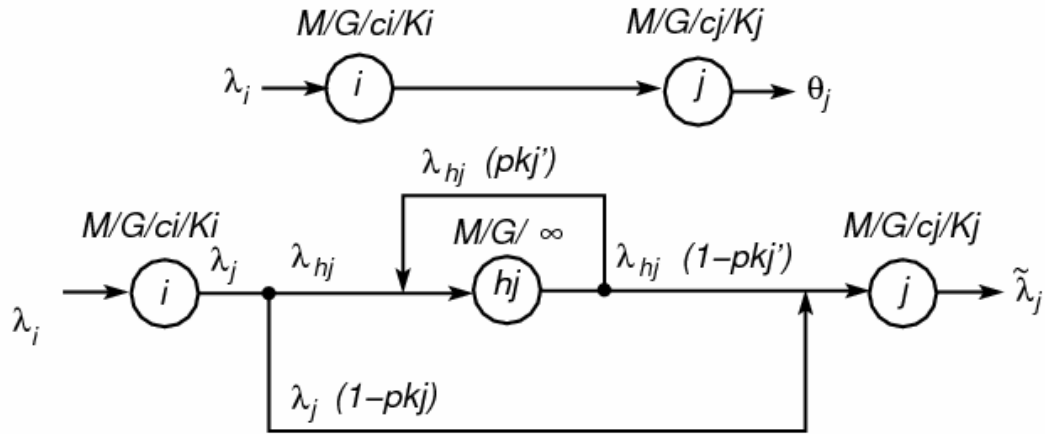 M/G/ci/Ki
M/G/cj/Kj
λi
i
j
θj
λhj (pkj’)
M/G/ci/Ki
M/G/ ∞
M/G/cj/Kj
λi
i
λj
λhj
hj
λhj (1−pkj’)
j
λ̃j
λj (1−pkj)